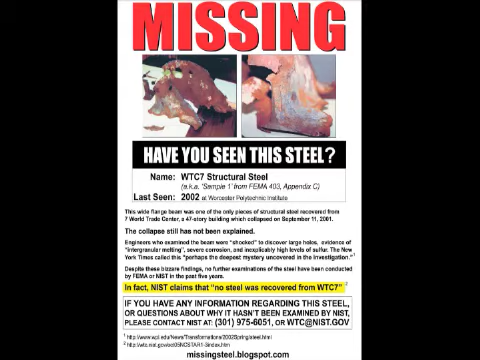 MISSING
HAVE YOU SEEN THIS STEEL?
Name: WTC7 Structural Steel
(a.k.a. 'Sample 1' from FEMA 403, Appendix C)
Last Seen: 2002 at Worcester Polytechnic Institute
This wide flange beam was one of the only pieces of structural steel recovered from
7 World Trade Center, a 47-story building which collapsed on September 11, 2001.
The collapse still has not been explained.
Engineers who examined the beam were "shocked" to discover large holes, evidence of
"intergranular melting", severe corrosion, and inexplicably high levels of sulfur. The New
York Times called this "perhaps the deepest mystery uncovered in the Investigation."1
Despite these bizarre findings, no further examinations of the steel have been conducted
by FEMA or NIST in the past five years.
In fact, NIST claims that "no steel was recovered from WTC7" 2
IF YOU HAVE ANY INFORMATION REGARDING THIS STEEL,
OR QUESTIONS ABOUT WHY IT HASN'T BEEN EXAMINED BY NIST,
PLEASE CONTACT NIST AT: (301) 975-6051, OR WTC@NIST.GOV
missingsteel.blogspot.com